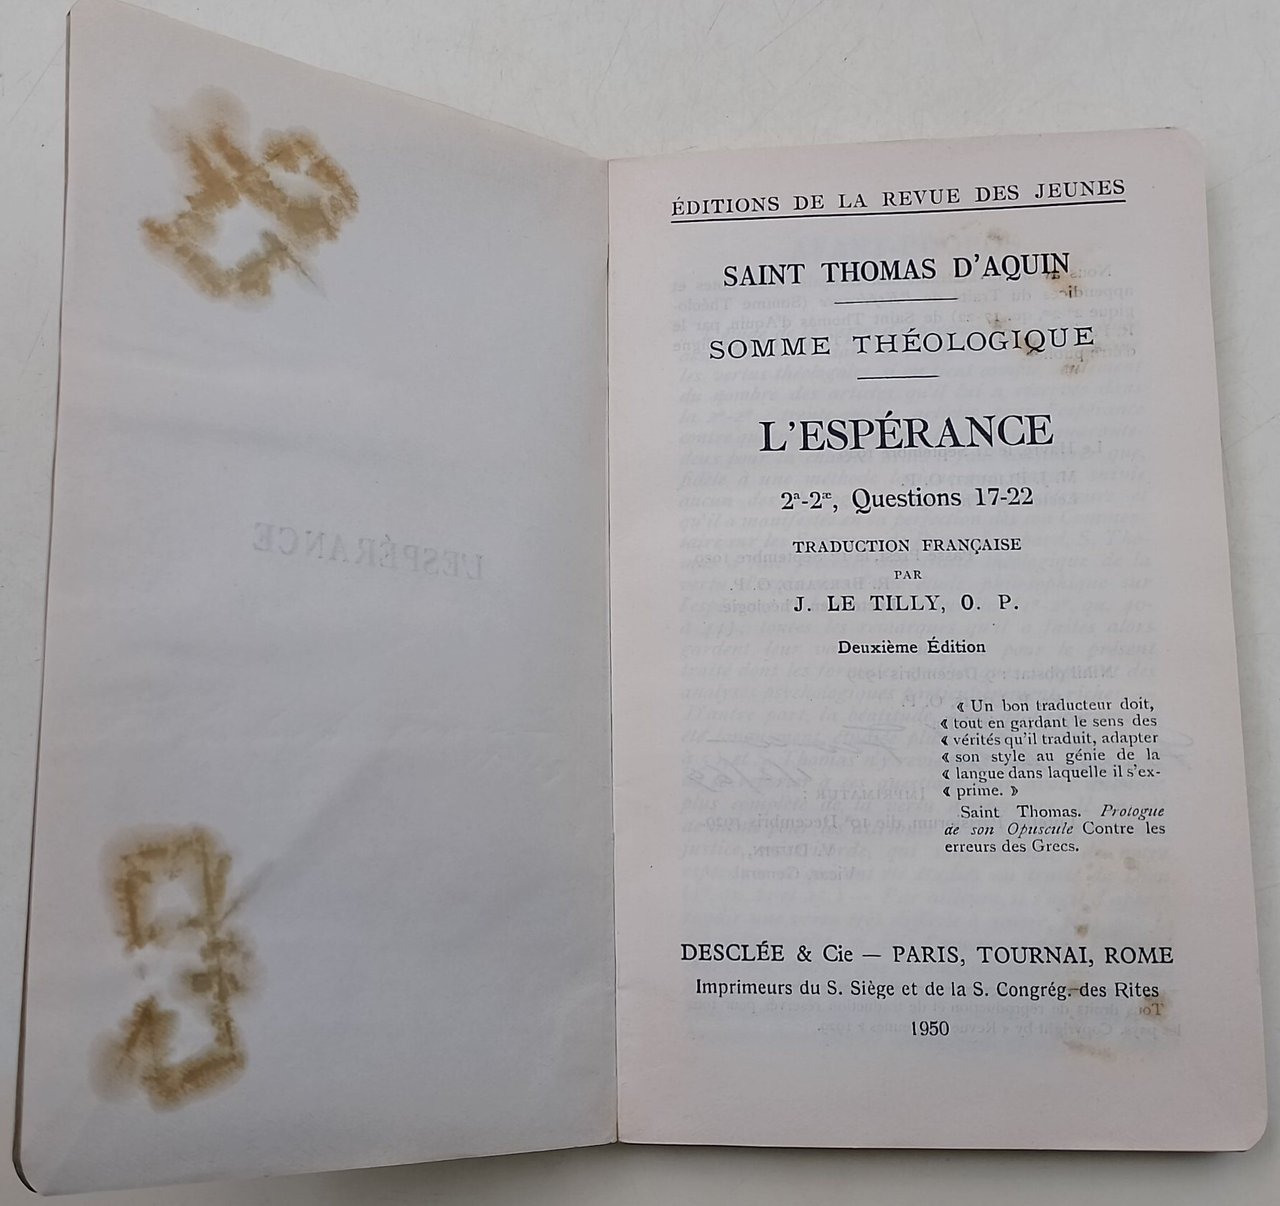 L'ESPÉRANCE
ÉDITIONS DE LA REVUE DES JEUNES
SAINT THOMAS D'AQUIN
SOMME THÉOLOGIQUE
L'ESPÉRANCE
2ª-2æ, Questions 17-22
TRADUCTION FRANÇAISE
PAR
J. LE TILLY, O. P.
Deuxième Édition
« Un bon traducteur doit,
« tout en gardant le sens des
« vérités qu'il traduit, adapter
« son style au génie de la
« langue dans laquelle il s'ex-
« prime. »
Saint Thomas. Prologue
de son Opuscule Contre les
erreurs des Grecs.
DESCLÉE & Cie — PARIS, TOURNAI, ROME
Imprimeurs du S. Siège et de la S. Congrég. des Rites
1950